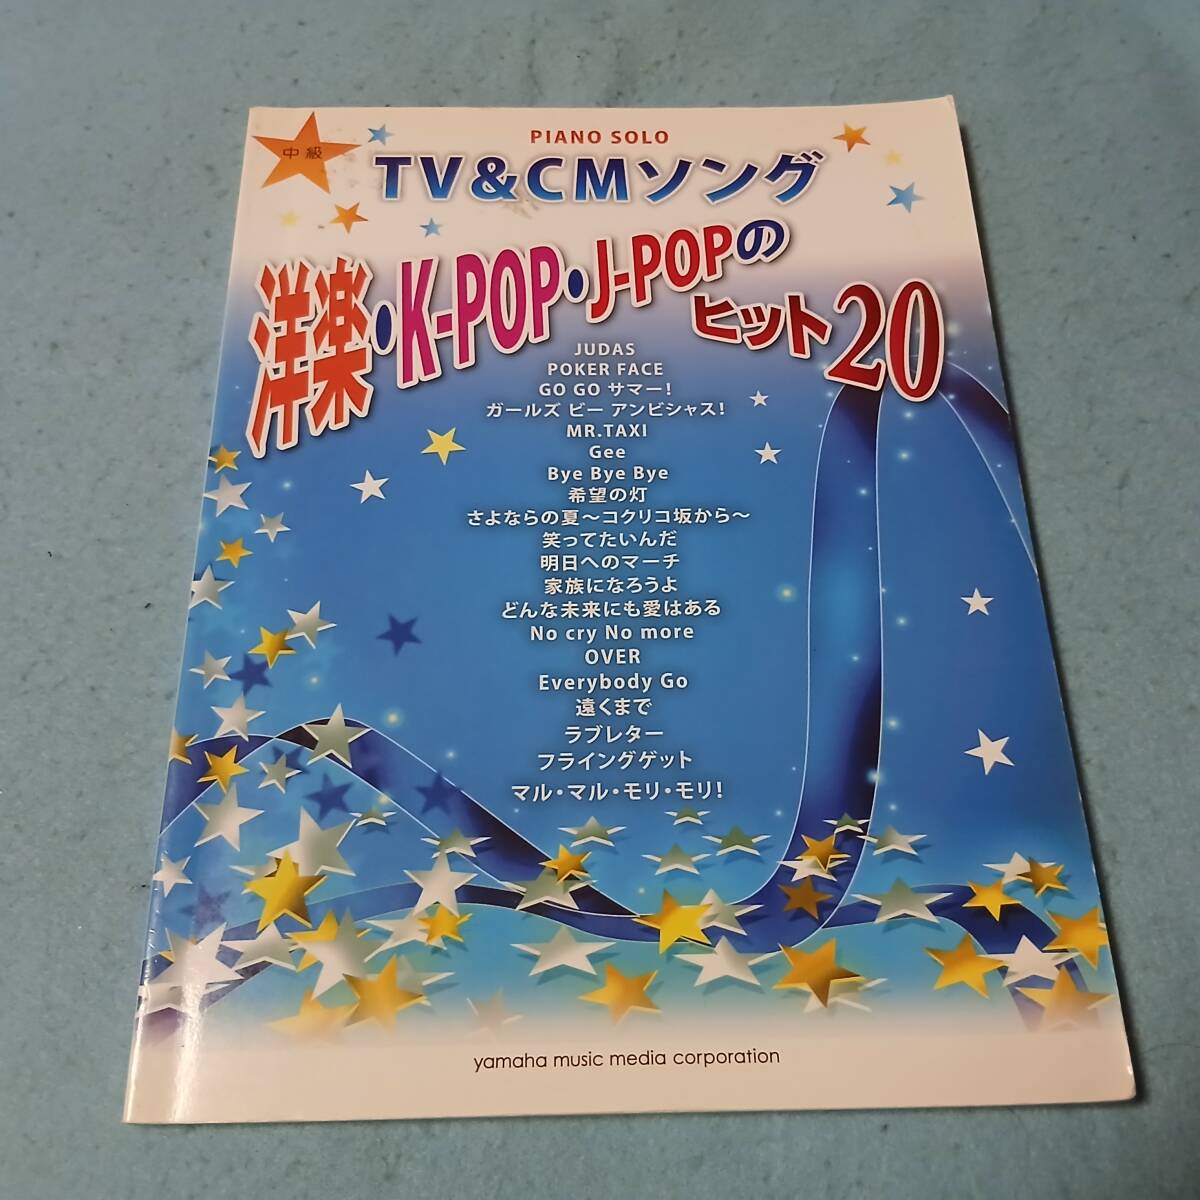 中級
PIANO SOLO
TV&CMソング
洋楽・K-POP・J-POPの
ヒット20
JUDAS
POKER FACE
GO GO サマー!
ガールズ ビー アンビシャス!
MR.TAXI
Gee
Bye Bye Bye
希望の灯
さよならの夏〜コクリコ坂から〜
笑ってたいんだ
明日へのマーチ
家族になろうよ
どんな未来にも愛はある
No cry No more
OVER
Everybody Go
遠くまで
ラブレター
フライングゲット
マル・マル・モリ・モリ!
yamaha music media corporation